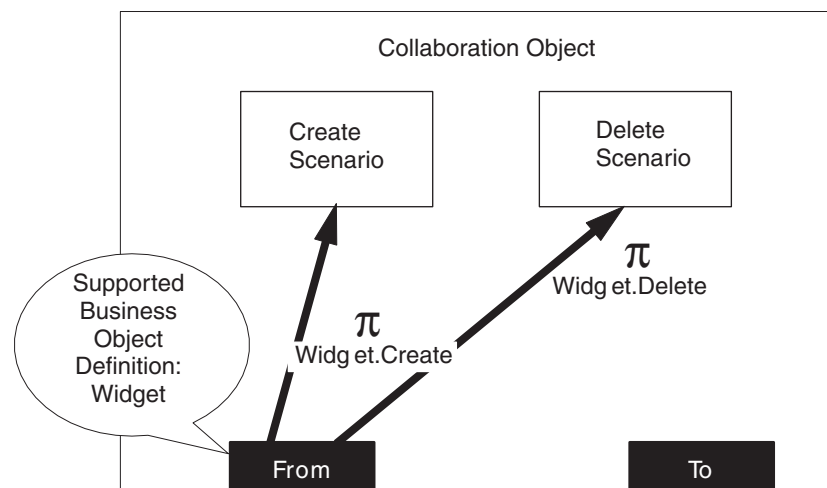 Collaboration Object
Create
Scenario
Delete
Scenario
π
Widg et.Delete
Supported
Business
Object
Definition:
Widget
π
Widg et.Create
From
To